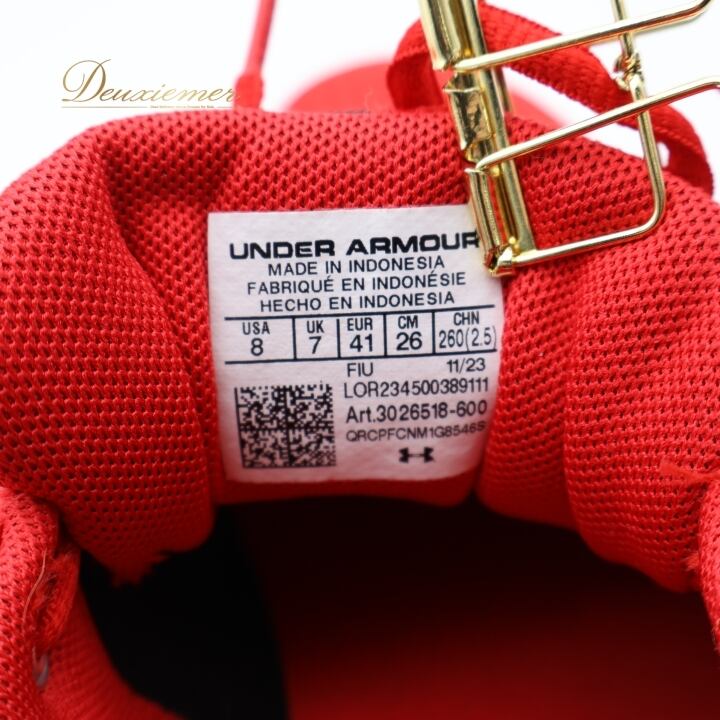 Deuxiemer
UNDER ARMOUR
MADE IN INDONESIA
FABRIQUÉ EN INDONÉSIE
HECHO EN INDONESIA
USA UK EUR CM CHN
8 7 41 26 260(2.5)
FIU 11/23
LOR234500389111
Art.3026518-600
QRCPFCNM1G8546S